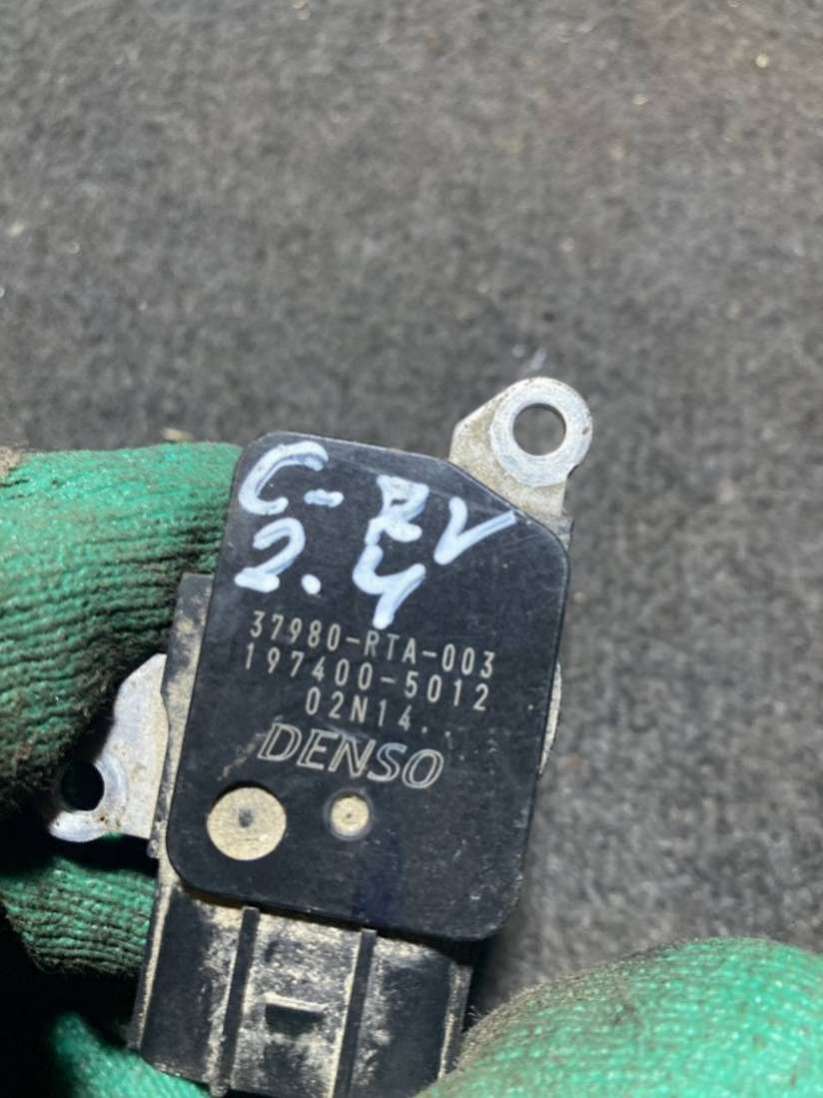 C-RV
2.4
37980-RTA-003
197400-5012
02N14..
DENSO